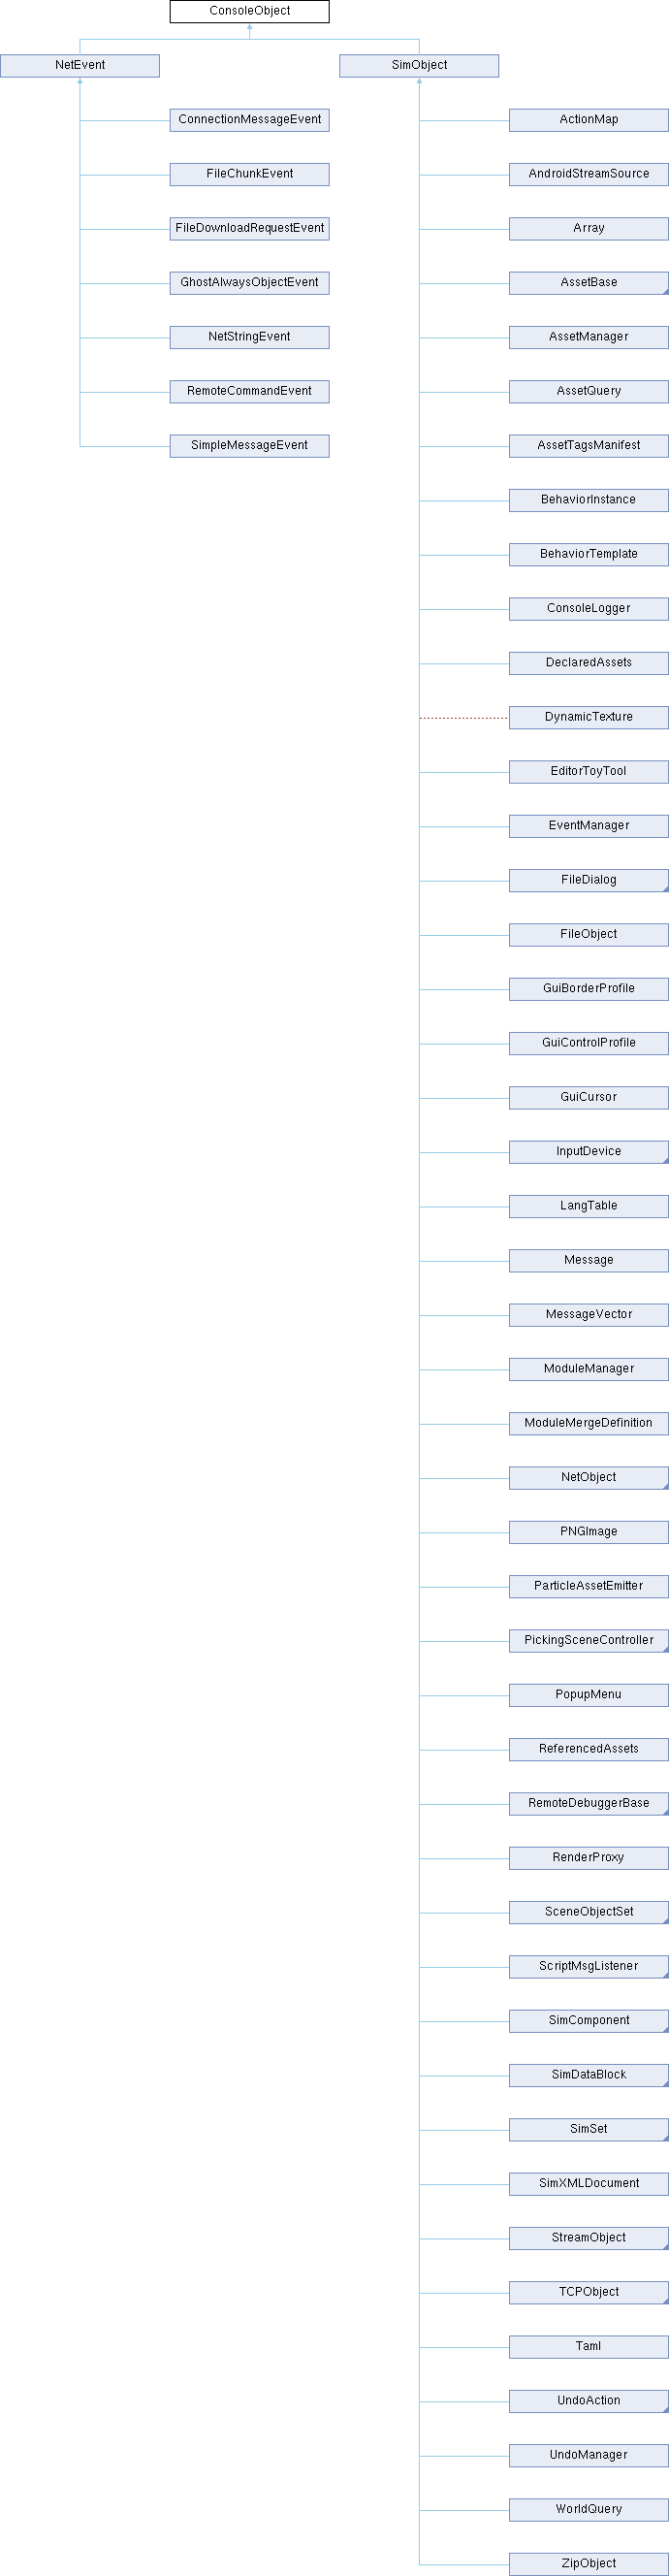 ConsoleObject
NetEvent
SimObject
ConnectionMessageEvent
FileChunkEvent
FileDownloadRequestEvent
GhostAlwaysObjectEvent
NetStringEvent
RemoteCommandEvent
SimpleMessageEvent
ActionMap
AndroidStreamSource
Array
AssetBase
AssetManager
AssetQuery
AssetTagsManifest
BehaviorInstance
BehaviorTemplate
ConsoleLogger
DeclaredAssets
DynamicTexture
EditorToyTool
EventManager
FileDialog
FileObject
GuiBorderProfile
GuiControlProfile
GuiCursor
InputDevice
LangTable
Message
MessageVector
ModuleManager
ModuleMergeDefinition
NetObject
PNGImage
ParticleAssetEmitter
PickingSceneController
PopupMenu
ReferencedAssets
RemoteDebuggerBase
RenderProxy
SceneObjectSet
ScriptMsgListener
SimComponent
SimDataBlock
SimSet
SimXMLDocument
StreamObject
TCPObject
Taml
UndoAction
UndoManager
WorldQuery
ZipObject